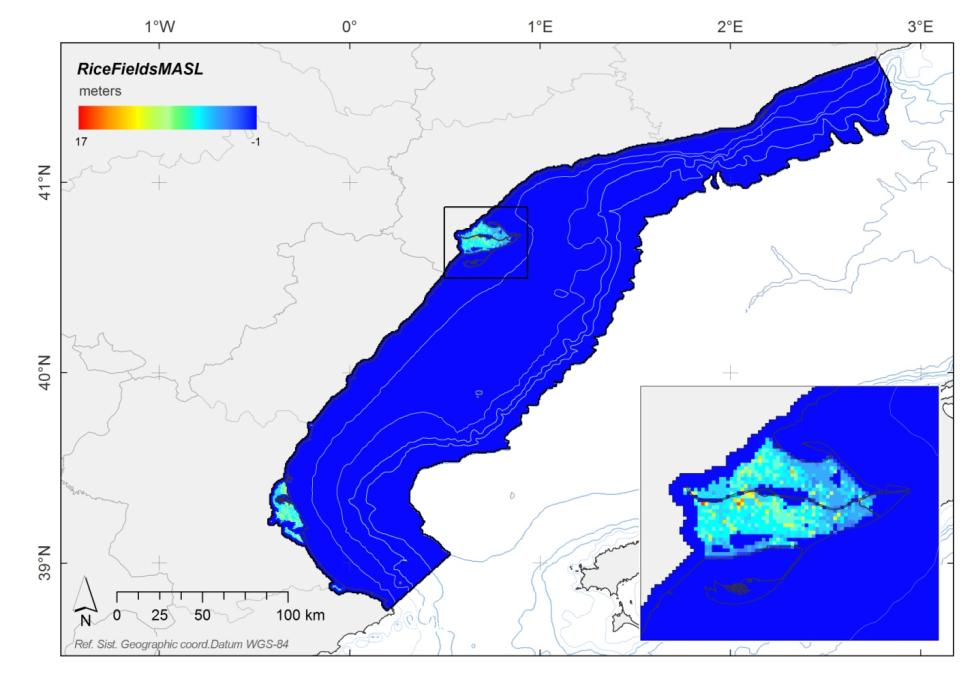 1°W 0° 1°E 2°E 3°E
RiceFieldsMASL
meters
17 -1
41°N
40°N
39°N
0 25 50 100 km
N
Ref. Sist. Geographic coord.Datum WGS-84